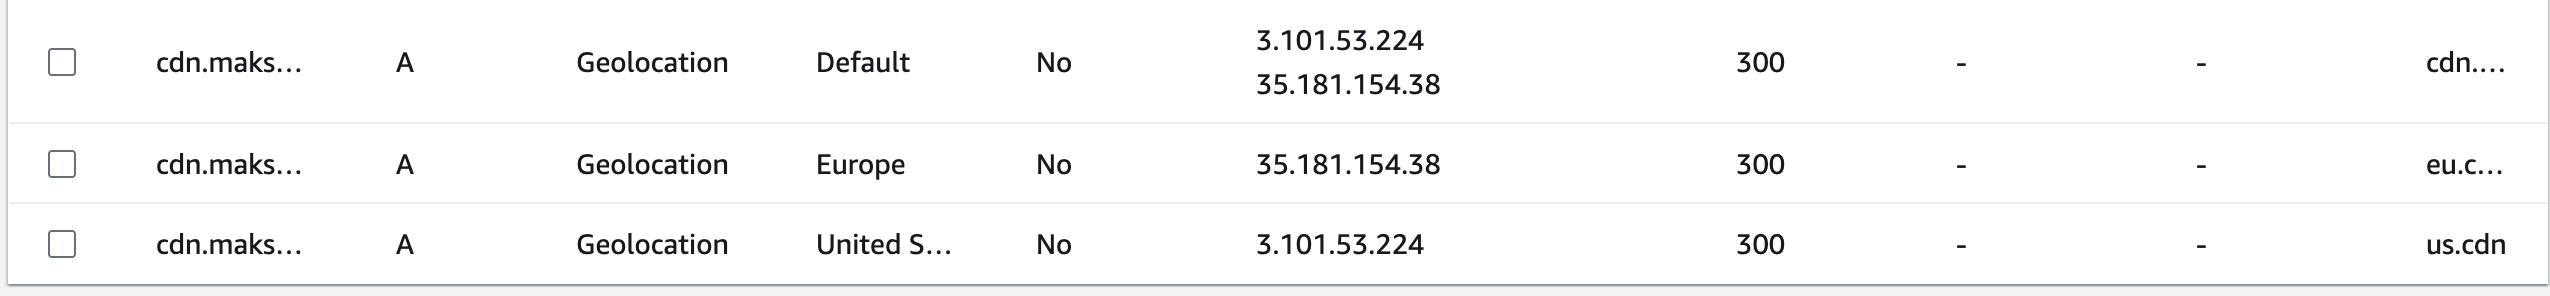 cdn.maks... A Geolocation Default No 3.101.53.224 35.181.154.38 300 - - cdn....
cdn.maks... A Geolocation Europe No 35.181.154.38 300 - - eu.c...
cdn.maks... A Geolocation United S... No 3.101.53.224 300 - - us.cdn